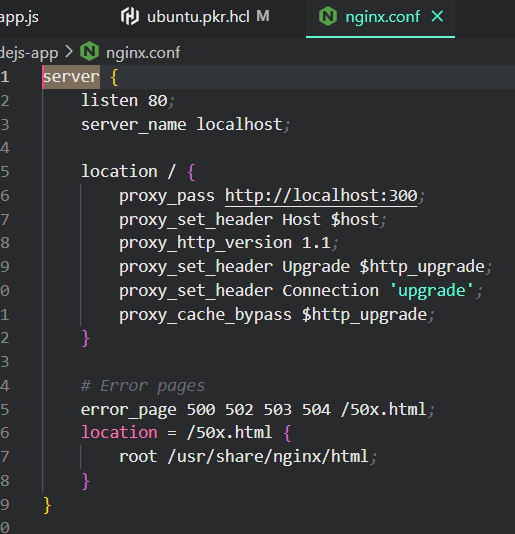 app.js ubuntu.pkr.hcl M nginx.conf ×
dejs-app > nginx.conf
1 server {
2 listen 80;
3 server_name localhost;
4
5 location / {
6 proxy_pass http://localhost:300;
7 proxy_set_header Host $host;
8 proxy_http_version 1.1;
9 proxy_set_header Upgrade $http_upgrade;
0 proxy_set_header Connection 'upgrade';
1 proxy_cache_bypass $http_upgrade;
2 }
3
4 # Error pages
5 error_page 500 502 503 504 /50x.html;
6 location = /50x.html {
7 root /usr/share/nginx/html;
8 }
9 }
0